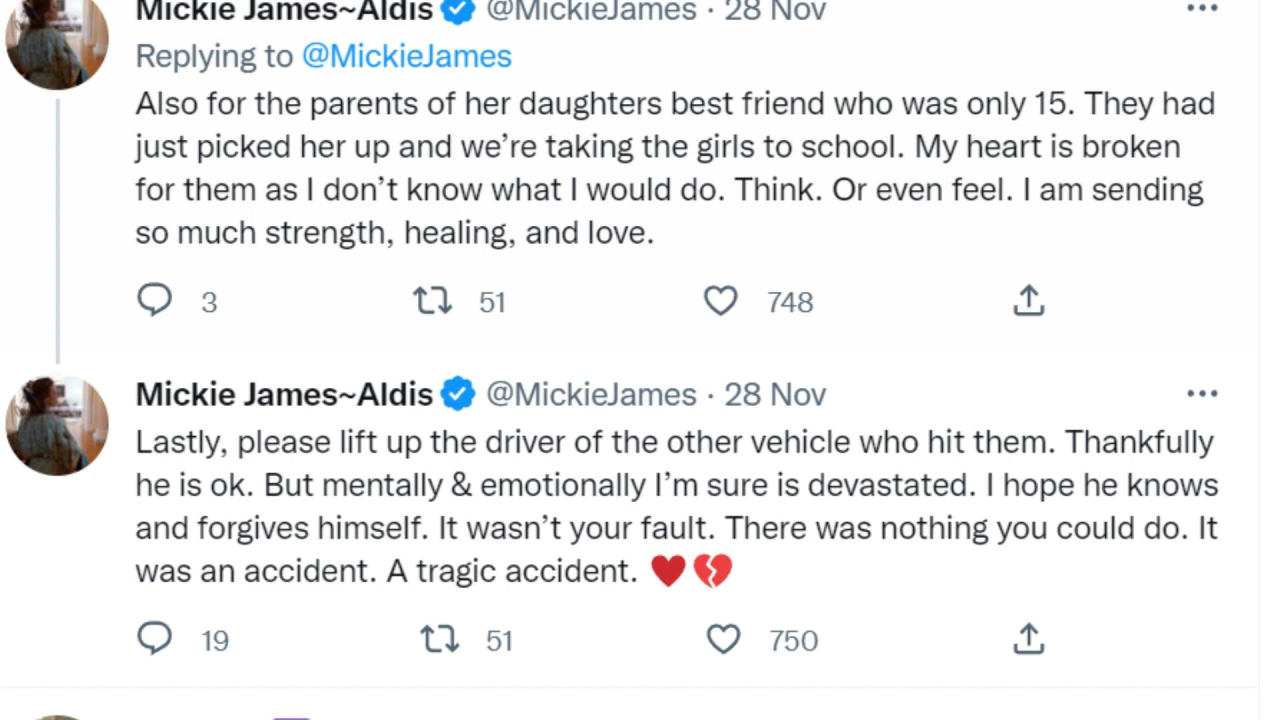 Mickie James~Aldis @MickieJames · 28 Nov
Replying to @MickieJames
Also for the parents of her daughters best friend who was only 15. They had
just picked her up and we’re taking the girls to school. My heart is broken
for them as I don’t know what I would do. Think. Or even feel. I am sending
so much strength, healing, and love.
3 51 748
Mickie James~Aldis @MickieJames · 28 Nov
Lastly, please lift up the driver of the other vehicle who hit them. Thankfully
he is ok. But mentally & emotionally I’m sure is devastated. I hope he knows
and forgives himself. It wasn’t your fault. There was nothing you could do. It
was an accident. A tragic accident. ❤️💔
19 51 750